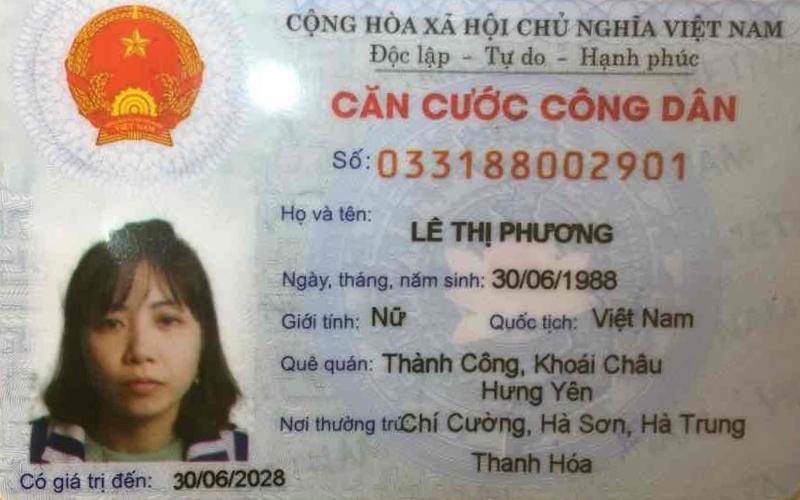 CỘNG HÒA XÃ HỘI CHỦ NGHĨA VIỆT NAM
Độc lập - Tự do - Hạnh phúc
CĂN CƯỚC CÔNG DÂN
VIỆT NAM
Số: 033188002901
Họ và tên:
LÊ THỊ PHƯƠNG
Ngày, tháng, năm sinh: 30/06/1988
Giới tính: Nữ Quốc tịch: Việt Nam
Quê quán: Thành Công, Khoái Châu
Hưng Yên
Nơi thường trú: Chí Cường, Hà Sơn, Hà Trung
Thanh Hóa
Có giá trị đến: 30/06/2028